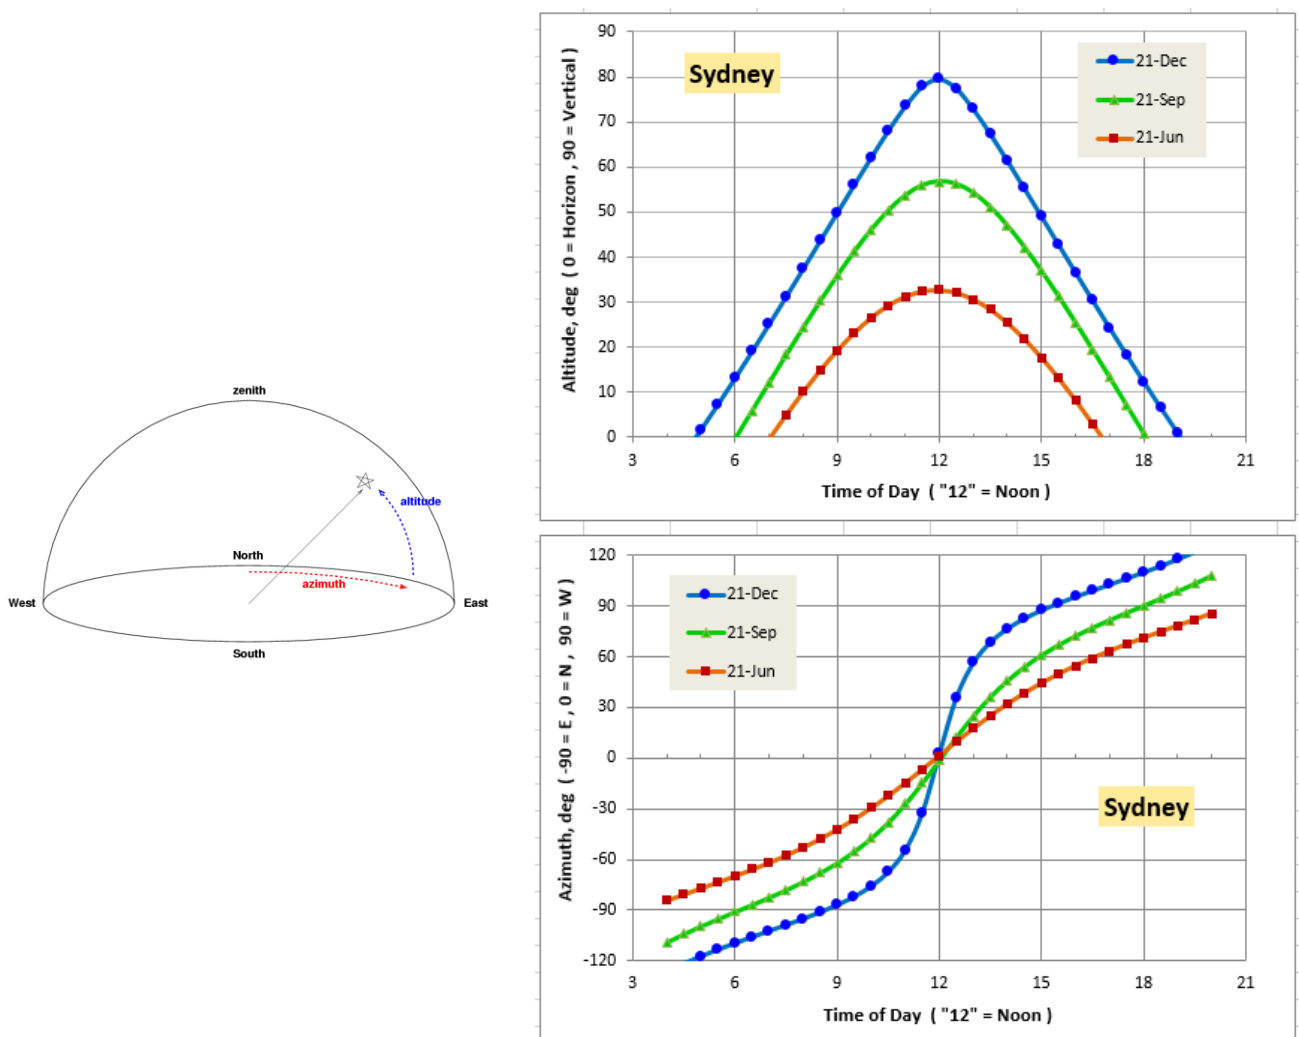 zenith
altitude
North
azimuth
West
East
South
Sydney
21-Dec
21-Sep
21-Jun
Altitude, deg ( 0 = Horizon , 90 = Vertical )
90
80
70
60
50
40
30
20
10
0
3 6 9 12 15 18 21
Time of Day ( "12" = Noon )
21-Dec
21-Sep
21-Jun
Sydney
Azimuth, deg ( -90 = E , 0 = N , 90 = W )
120
90
60
30
0
-30
-60
-90
-120
3 6 9 12 15 18 21
Time of Day ( "12" = Noon )